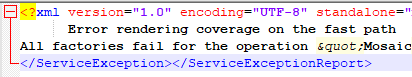 <?xml version="1.0" encoding="UTF-8" standalone="
Error rendering coverage on the fast path
All factories fail for the operation &quot;Mosaic
</ServiceException></ServiceExceptionReport>